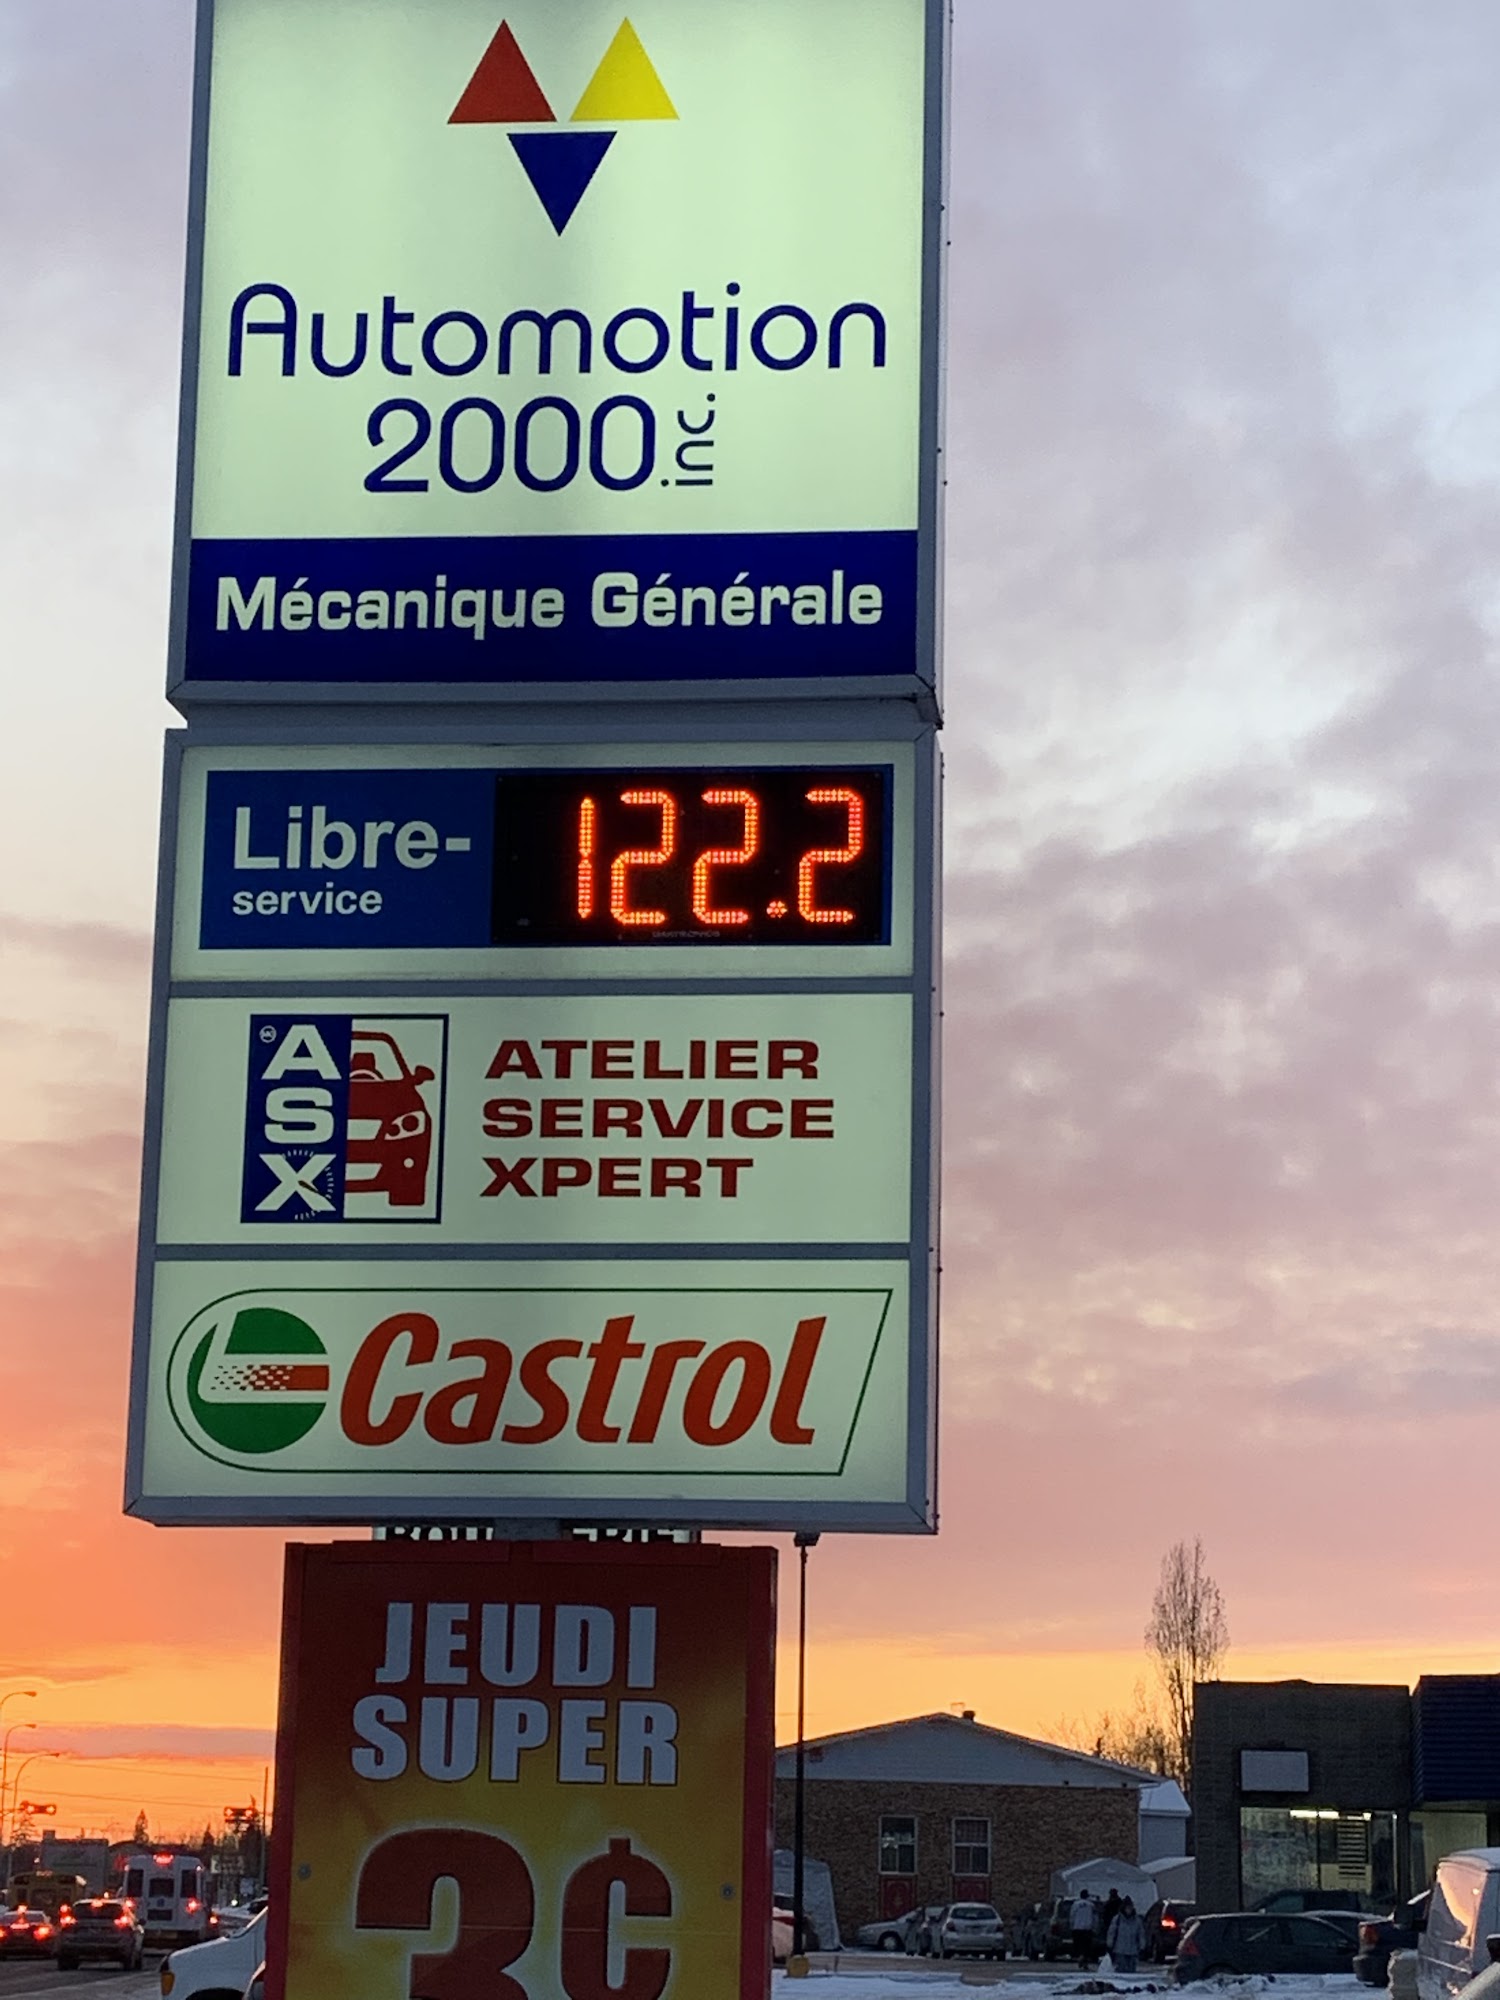 Automotion
2000 inc.
Mécanique Générale
Libre-
service
122.2
ASX
ATELIER
SERVICE
XPERT
Castrol
JEUDI
SUPER
3¢